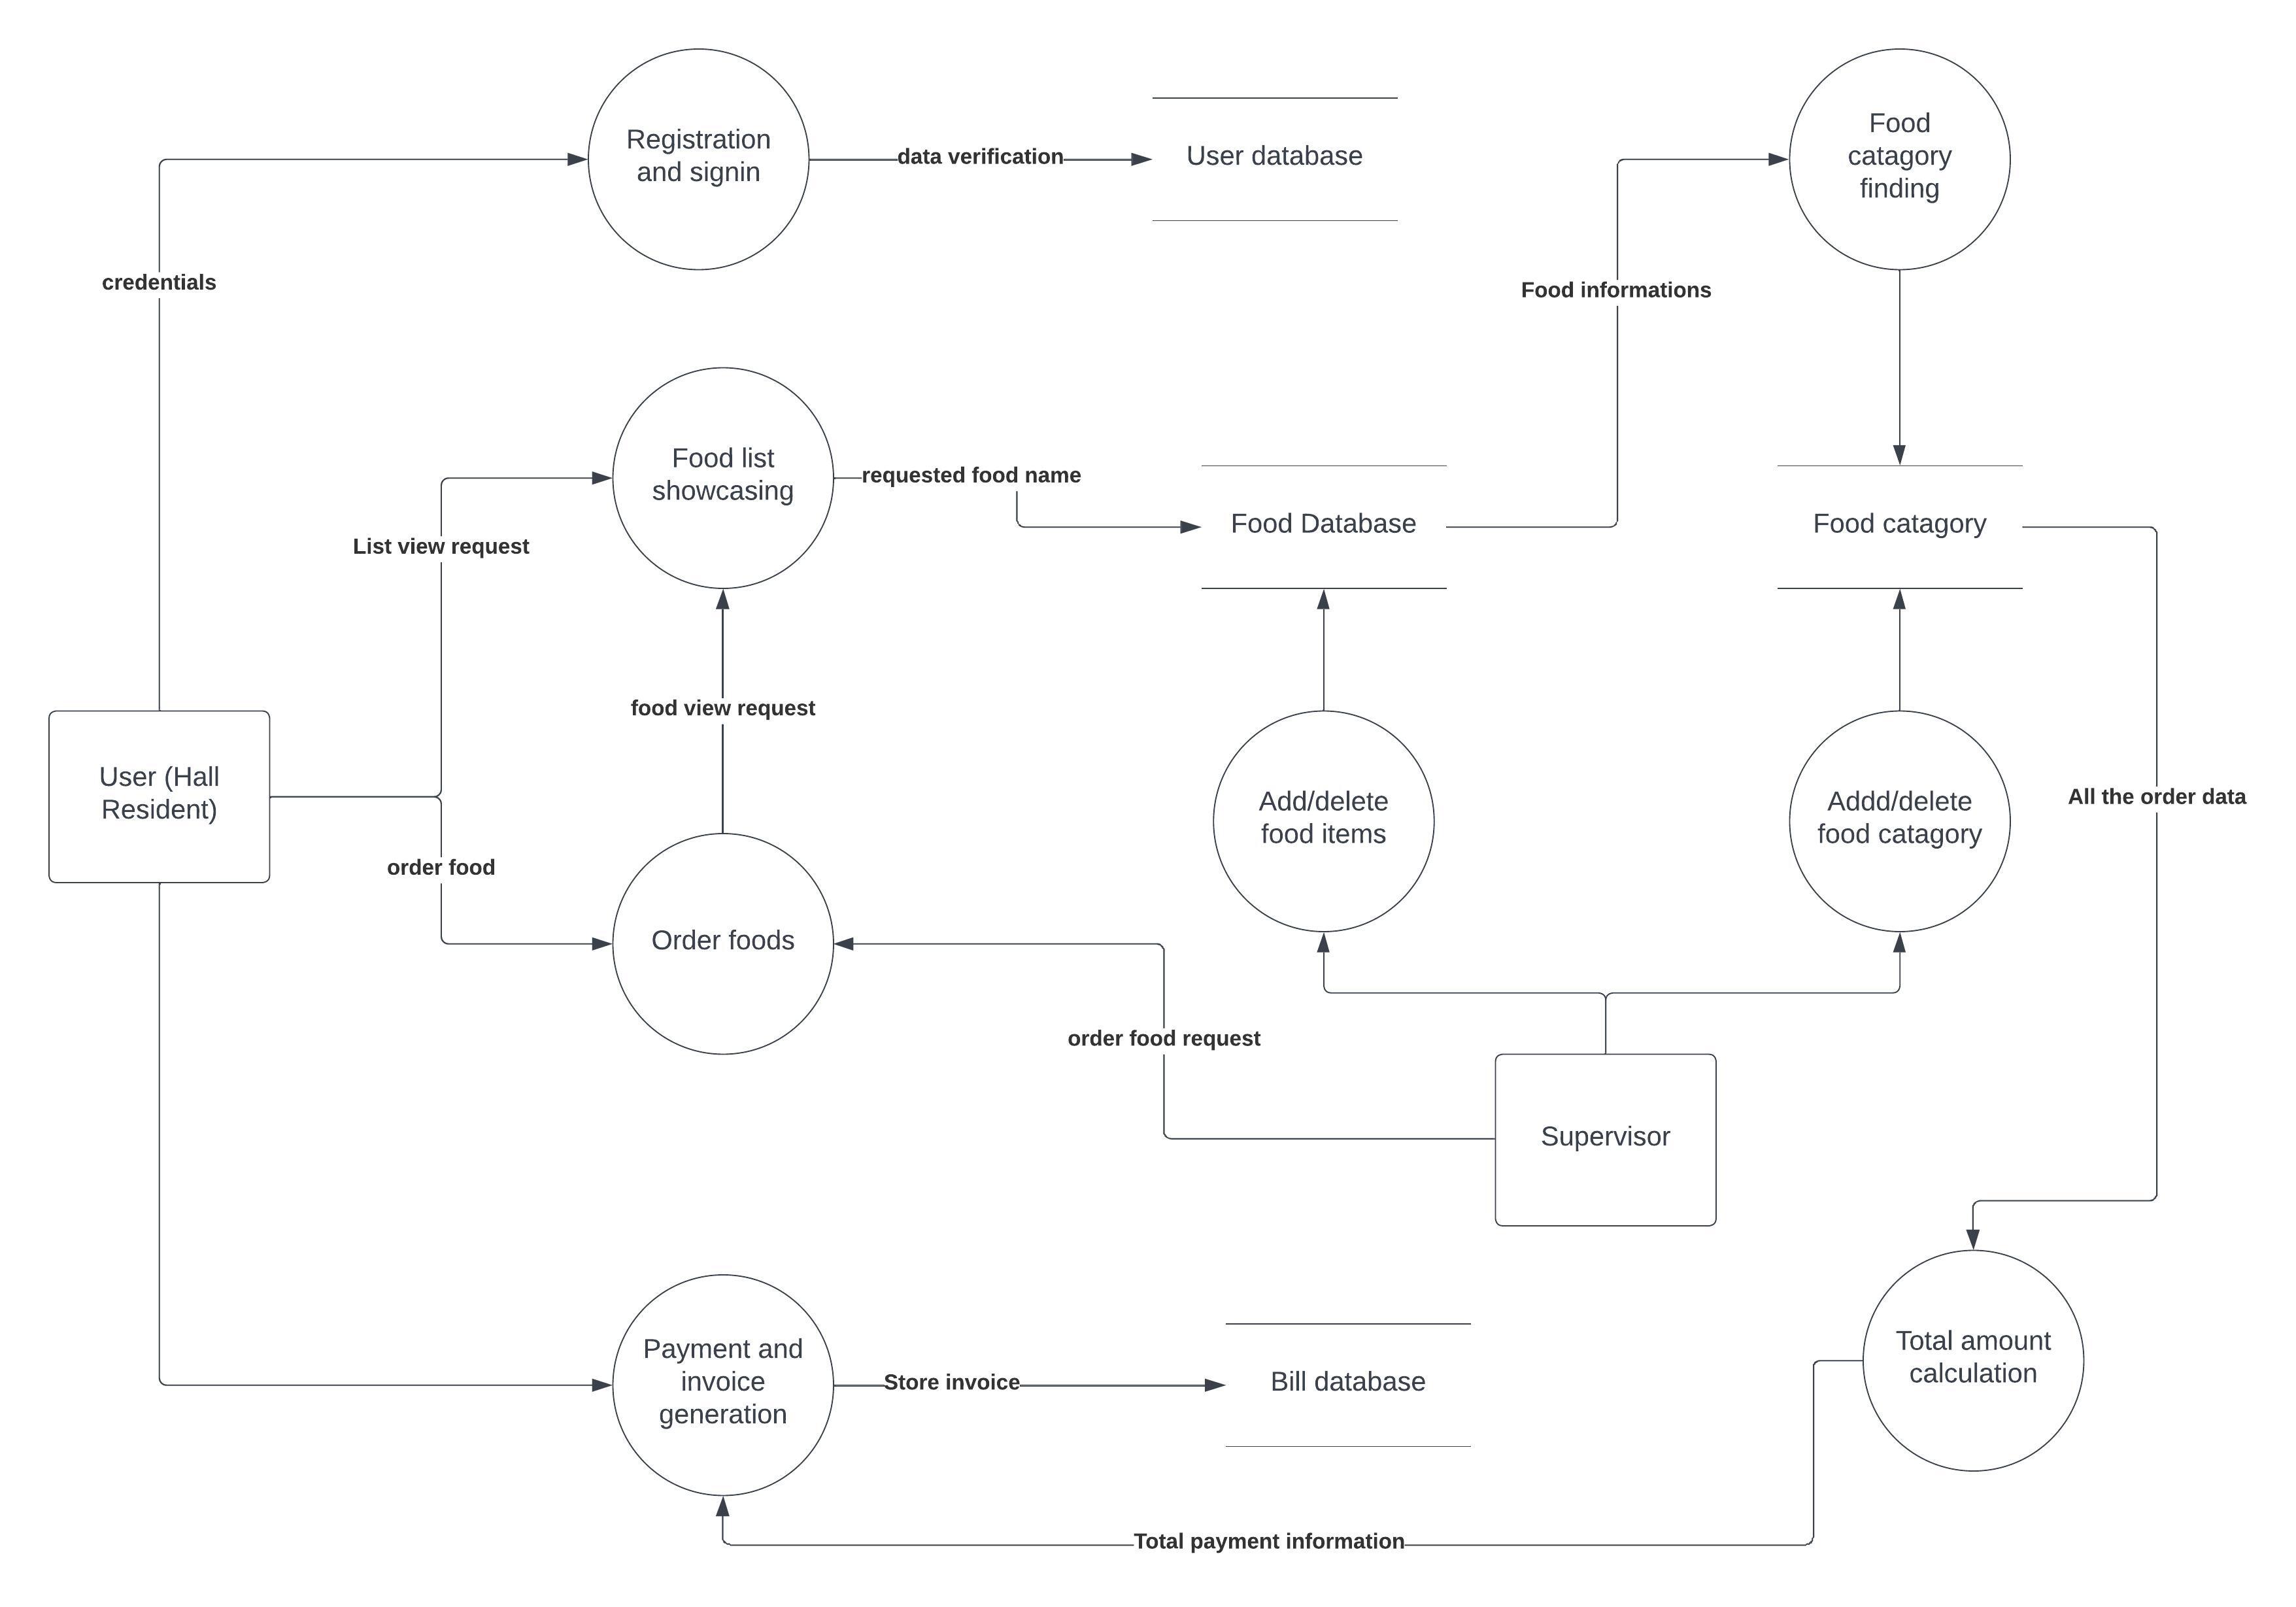 Registration
and signin
data verification
User database
Food
catagory
finding
credentials
Food informations
Food list
showcasing
requested food name
Food Database
Food catagory
List view request
food view request
User (Hall
Resident)
order food
Add/delete
food items
Addd/delete
food catagory
All the order data
Order foods
order food request
Supervisor
Payment and
invoice
generation
Store invoice
Bill database
Total amount
calculation
Total payment information